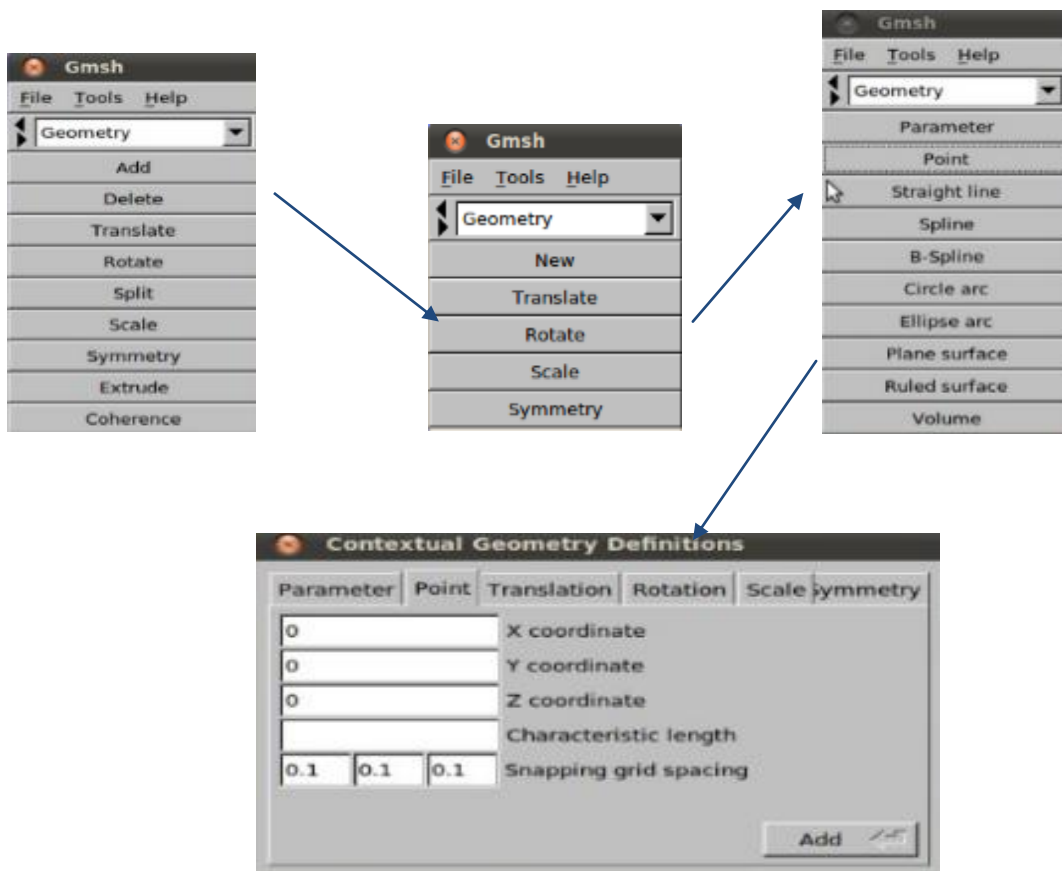 Gmsh
File Tools Help
Geometry
Add
Delete
Translate
Rotate
Split
Scale
Symmetry
Extrude
Coherence
Gmsh
File Tools Help
Geometry
New
Translate
Rotate
Scale
Symmetry
Gmsh
File Tools Help
Geometry
Parameter
Point
Straight line
Spline
B-Spline
Circle arc
Ellipse arc
Plane surface
Ruled surface
Volume
Contextual Geometry Definitions
Parameter Point Translation Rotation Scale Symmetry
0 X coordinate
0 Y coordinate
0 Z coordinate
Characteristic length
0.1 0.1 0.1 Snapping grid spacing
Add